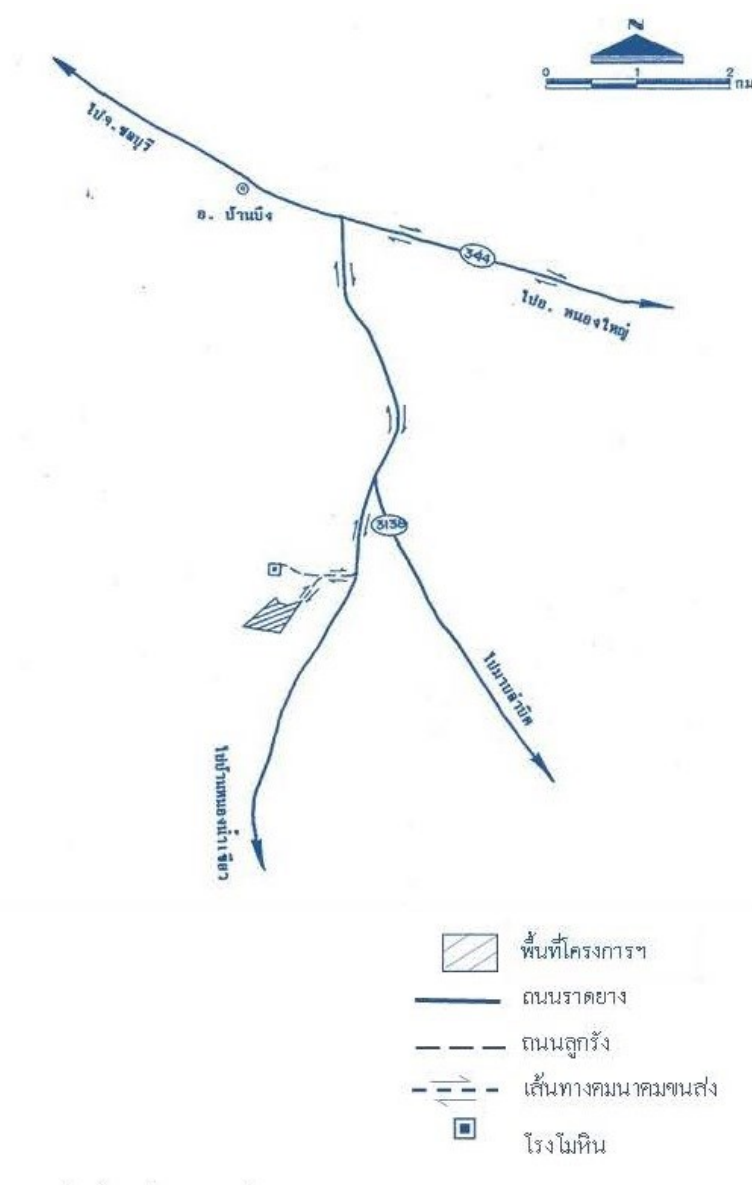 N
0 1 2 กม
ไปจ. ชลบุรี
อ. บ้านบึง
344
ไปอ. หนองใหญ่
3138
ไปมาบลำบิด
ไปบ้านหนองน้ำเขียว
พื้นที่โครงการฯ
ถนนราดยาง
ถนนลูกรัง
เส้นทางคมนาคมขนส่ง
โรงโม่หิน